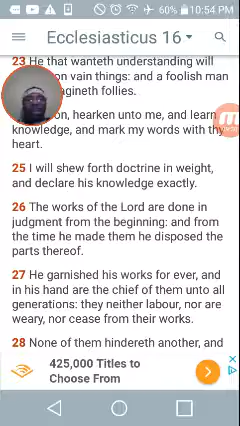 60% 10:54 PM
Ecclesiasticus 16
23 He that wanteth understanding will
on vain things: and a foolish man
gineth follies.
on, hearken unto me, and learn
knowledge, and mark my words with thy
heart.
25 I will shew forth doctrine in weight,
and declare his knowledge exactly.
26 The works of the Lord are done in
judgment from the beginning: and from
the time he made them he disposed the
parts thereof.
27 He garnished his works for ever, and
in his hand are the chief of them unto all
generations: they neither labour, nor are
weary, nor cease from their works.
28 None of them hindereth another, and
425,000 Titles to
Choose From